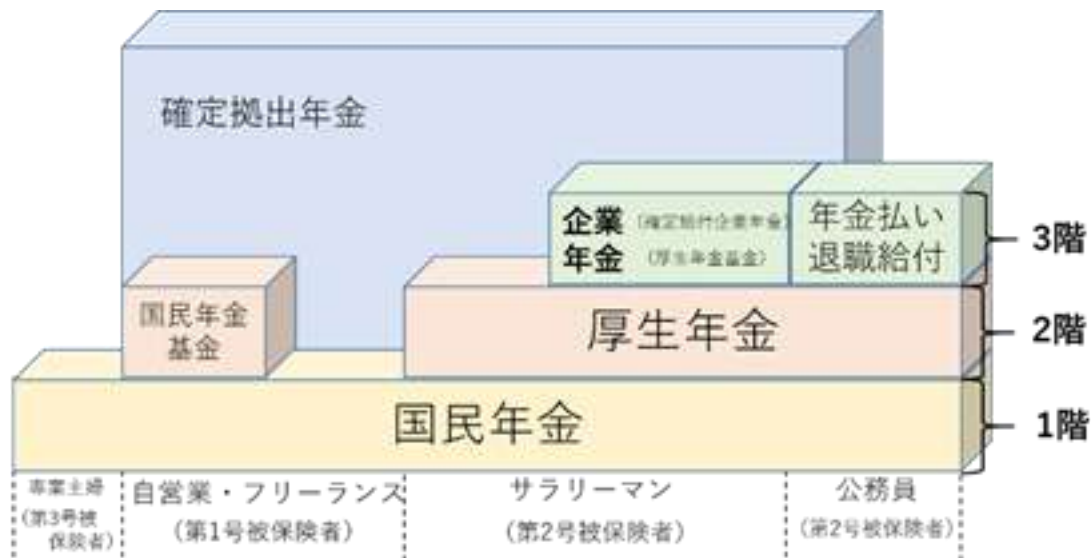 確定拠出年金
企業 (確定給付企業年金)
年金 (厚生年金基金)
年金払い
退職給付
3階
国民年金
基金
厚生年金
2階
国民年金
1階
専業主婦
(第3号被
保険者)
自営業・フリーランス
(第1号被保険者)
サラリーマン
(第2号被保険者)
公務員
(第2号被保険者)